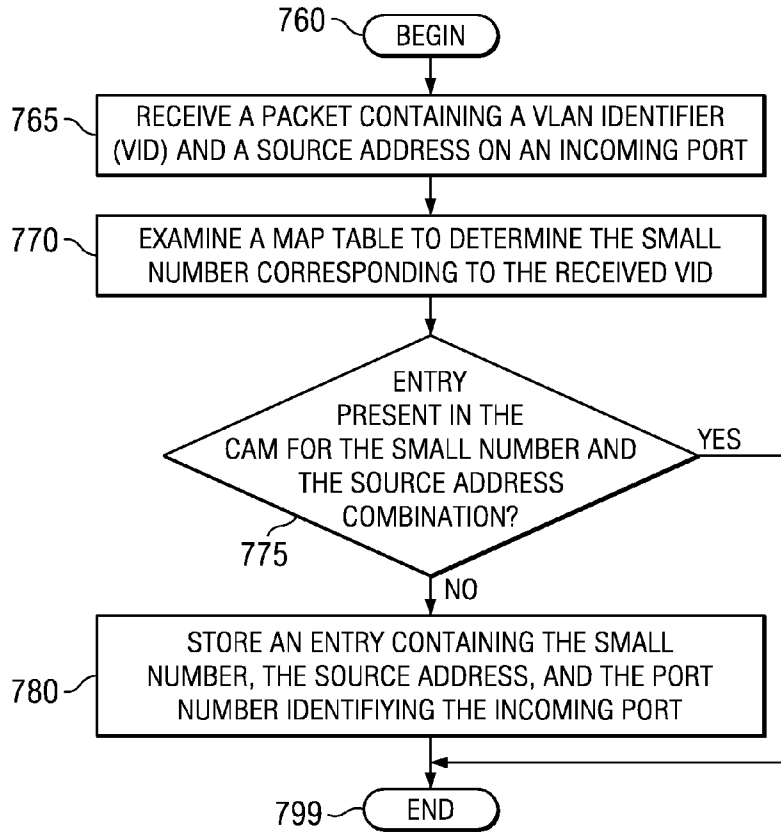 760
BEGIN
765
RECEIVE A PACKET CONTAINING A VLAN IDENTIFIER
(VID) AND A SOURCE ADDRESS ON AN INCOMING PORT
770
EXAMINE A MAP TABLE TO DETERMINE THE SMALL
NUMBER CORRESPONDING TO THE RECEIVED VID
ENTRY
PRESENT IN THE
CAM FOR THE SMALL NUMBER AND
THE SOURCE ADDRESS
COMBINATION?
YES
775
NO
780
STORE AN ENTRY CONTAINING THE SMALL
NUMBER, THE SOURCE ADDRESS, AND THE PORT
NUMBER IDENTIFIYING THE INCOMING PORT
799
END